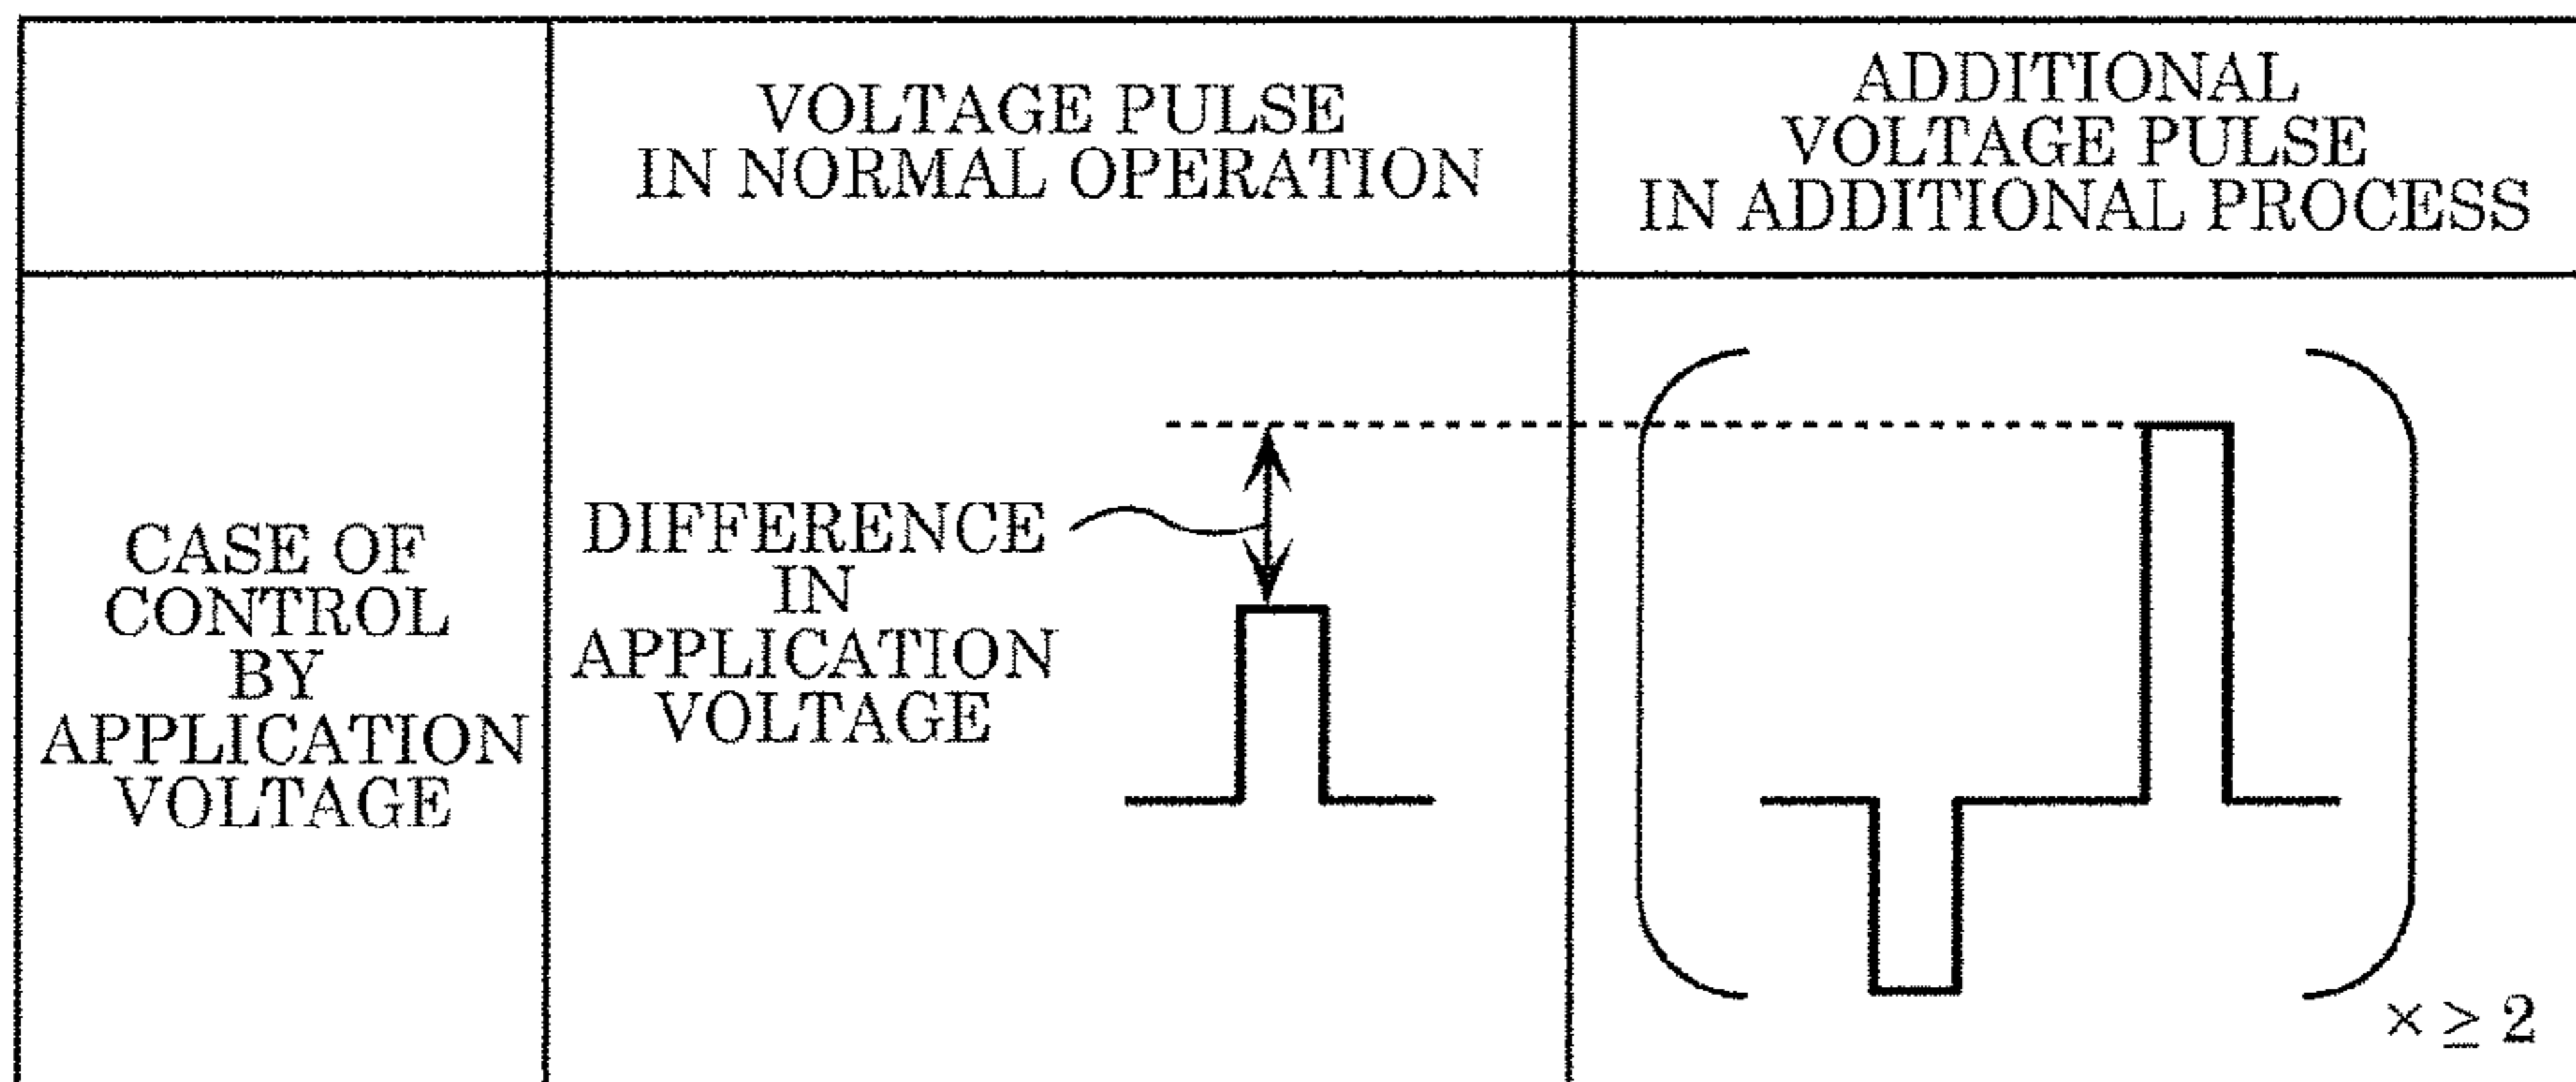 VOLTAGE PULSE
IN NORMAL OPERATION
ADDITIONAL
VOLTAGE PULSE
IN ADDITIONAL PROCESS
CASE OF
CONTROL
BY
APPLICATION
VOLTAGE
DIFFERENCE
IN
APPLICATION
VOLTAGE
× ≥ 2